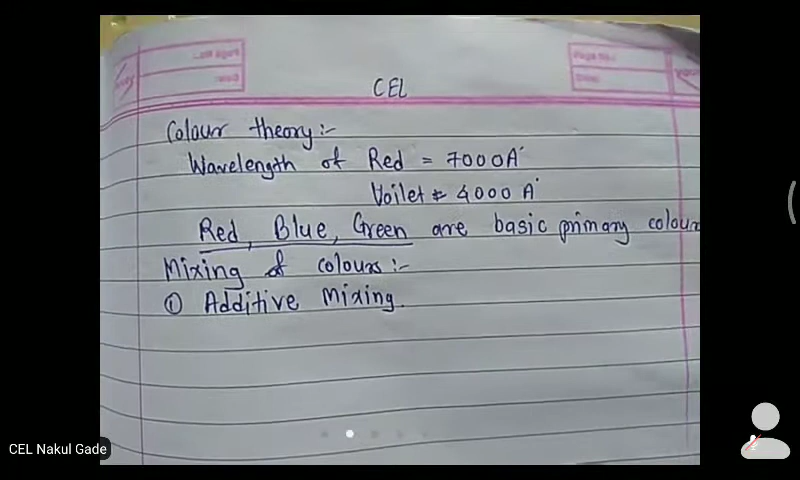 CEL
Colour theory :-
Wavelength of Red = 7000A°
Voilet = 4000 A°
Red, Blue, Green are basic primary colour
Mixing of colours :-
① Additive Mixing.
CEL Nakul Gade